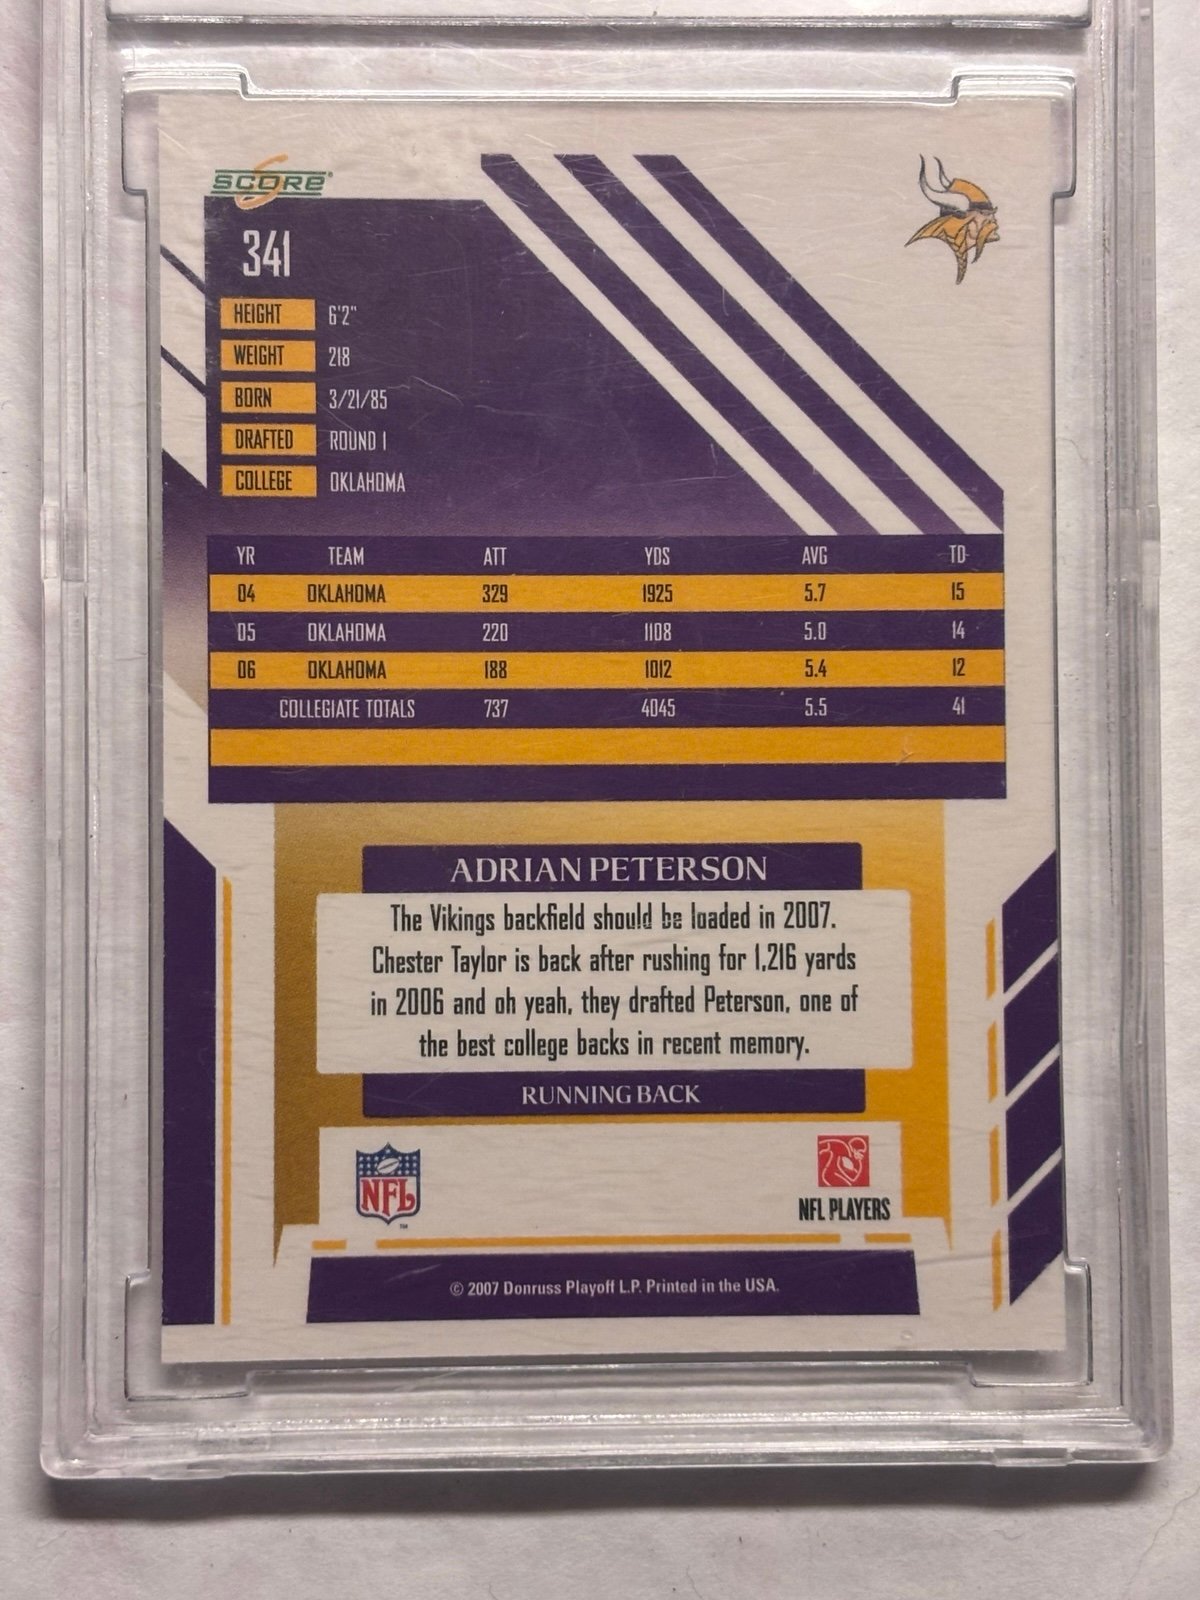 SCORE
341
HEIGHT 6'2"
WEIGHT 218
BORN 3/21/85
DRAFTED ROUND 1
COLLEGE OKLAHOMA
YR TEAM ATT YDS AVG TD
04 OKLAHOMA 329 1925 5.7 15
05 OKLAHOMA 220 1108 5.0 14
06 OKLAHOMA 188 1012 5.4 12
COLLEGIATE TOTALS 737 4045 5.5 41
ADRIAN PETERSON
The Vikings backfield should be loaded in 2007.
Chester Taylor is back after rushing for 1,216 yards
in 2006 and oh yeah, they drafted Peterson, one of
the best college backs in recent memory.
RUNNING BACK
NFL
TM
NFL PLAYERS
© 2007 Donruss Playoff L.P. Printed in the USA.